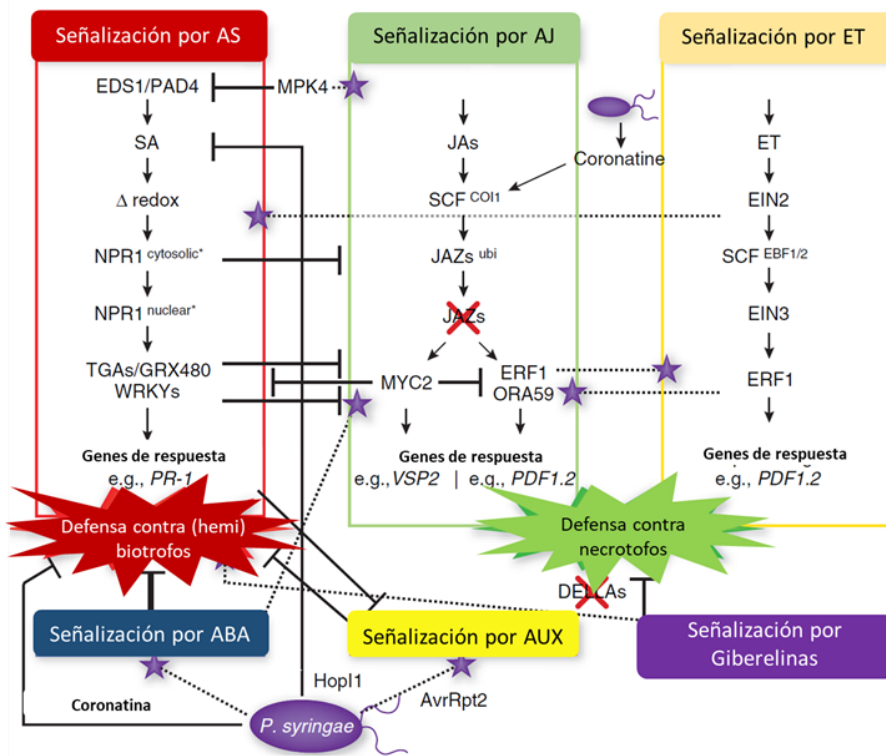 Señalización por AS
Señalización por AJ
Señalización por ET
EDS1/PAD4
MPK4
SA
JAs
Coronatine
ET
Δ redox
SCF COI1
EIN2
NPR1 cytosolic*
JAZs ubi
SCF EBF1/2
NPR1 nuclear*
JAZs
EIN3
TGAs/GRX480
WRKYs
MYC2
ERF1
ORA59
ERF1
Genes de respuesta
e.g., PR-1
Genes de respuesta
e.g., VSP2 | e.g., PDF1.2
Genes de respuesta
e.g., PDF1.2
Defensa contra (hemi)
biotrofos
Defensa contra
necrotofos
DELLAs
Señalización por ABA
Señalización por AUX
Señalización por
Giberelinas
HopI1
Coronatina
AvrRpt2
P. syringae